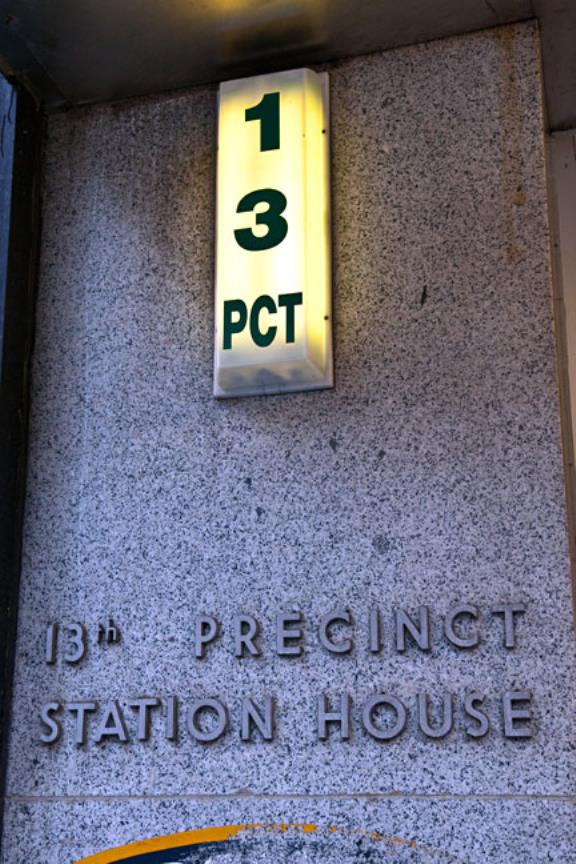 1
3
PCT
13th PRECINCT
STATION HOUSE